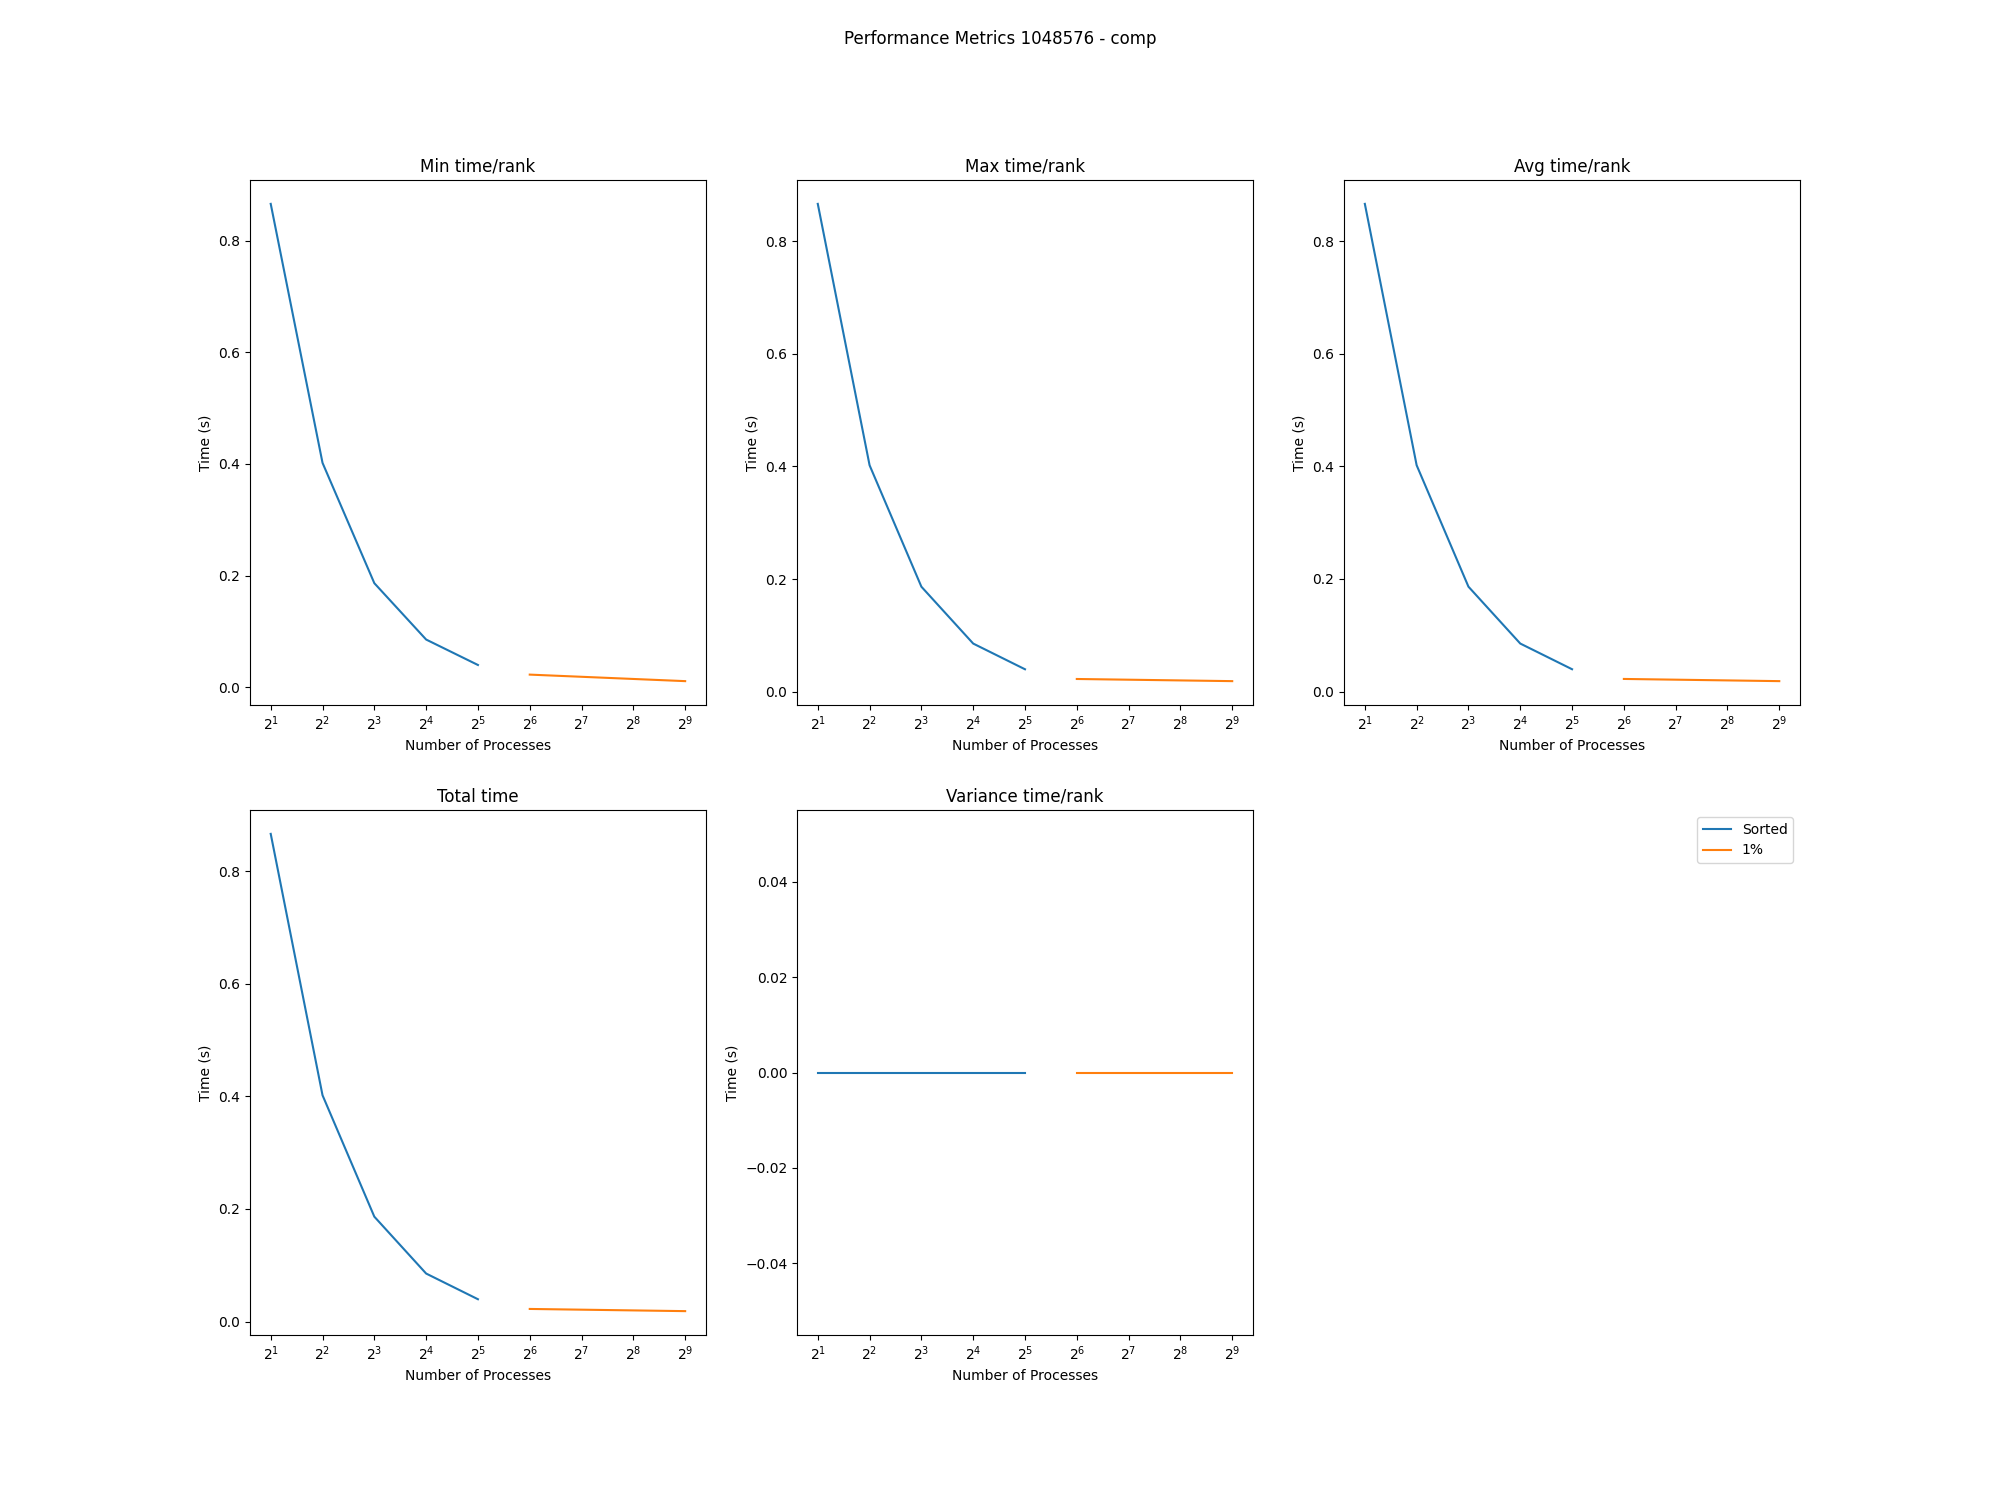 Performance Metrics 1048576 - comp
Min time/rank
Time (s)
0.8
0.6
0.4
0.2
0.0
2^1 2^2 2^3 2^4 2^5 2^6 2^7 2^8 2^9
Number of Processes
Max time/rank
Time (s)
0.8
0.6
0.4
0.2
0.0
2^1 2^2 2^3 2^4 2^5 2^6 2^7 2^8 2^9
Number of Processes
Avg time/rank
Time (s)
0.8
0.6
0.4
0.2
0.0
2^1 2^2 2^3 2^4 2^5 2^6 2^7 2^8 2^9
Number of Processes
Total time
Time (s)
0.8
0.6
0.4
0.2
0.0
2^1 2^2 2^3 2^4 2^5 2^6 2^7 2^8 2^9
Number of Processes
Variance time/rank
Time (s)
0.04
0.02
0.00
−0.02
−0.04
2^1 2^2 2^3 2^4 2^5 2^6 2^7 2^8 2^9
Number of Processes
Sorted
1%